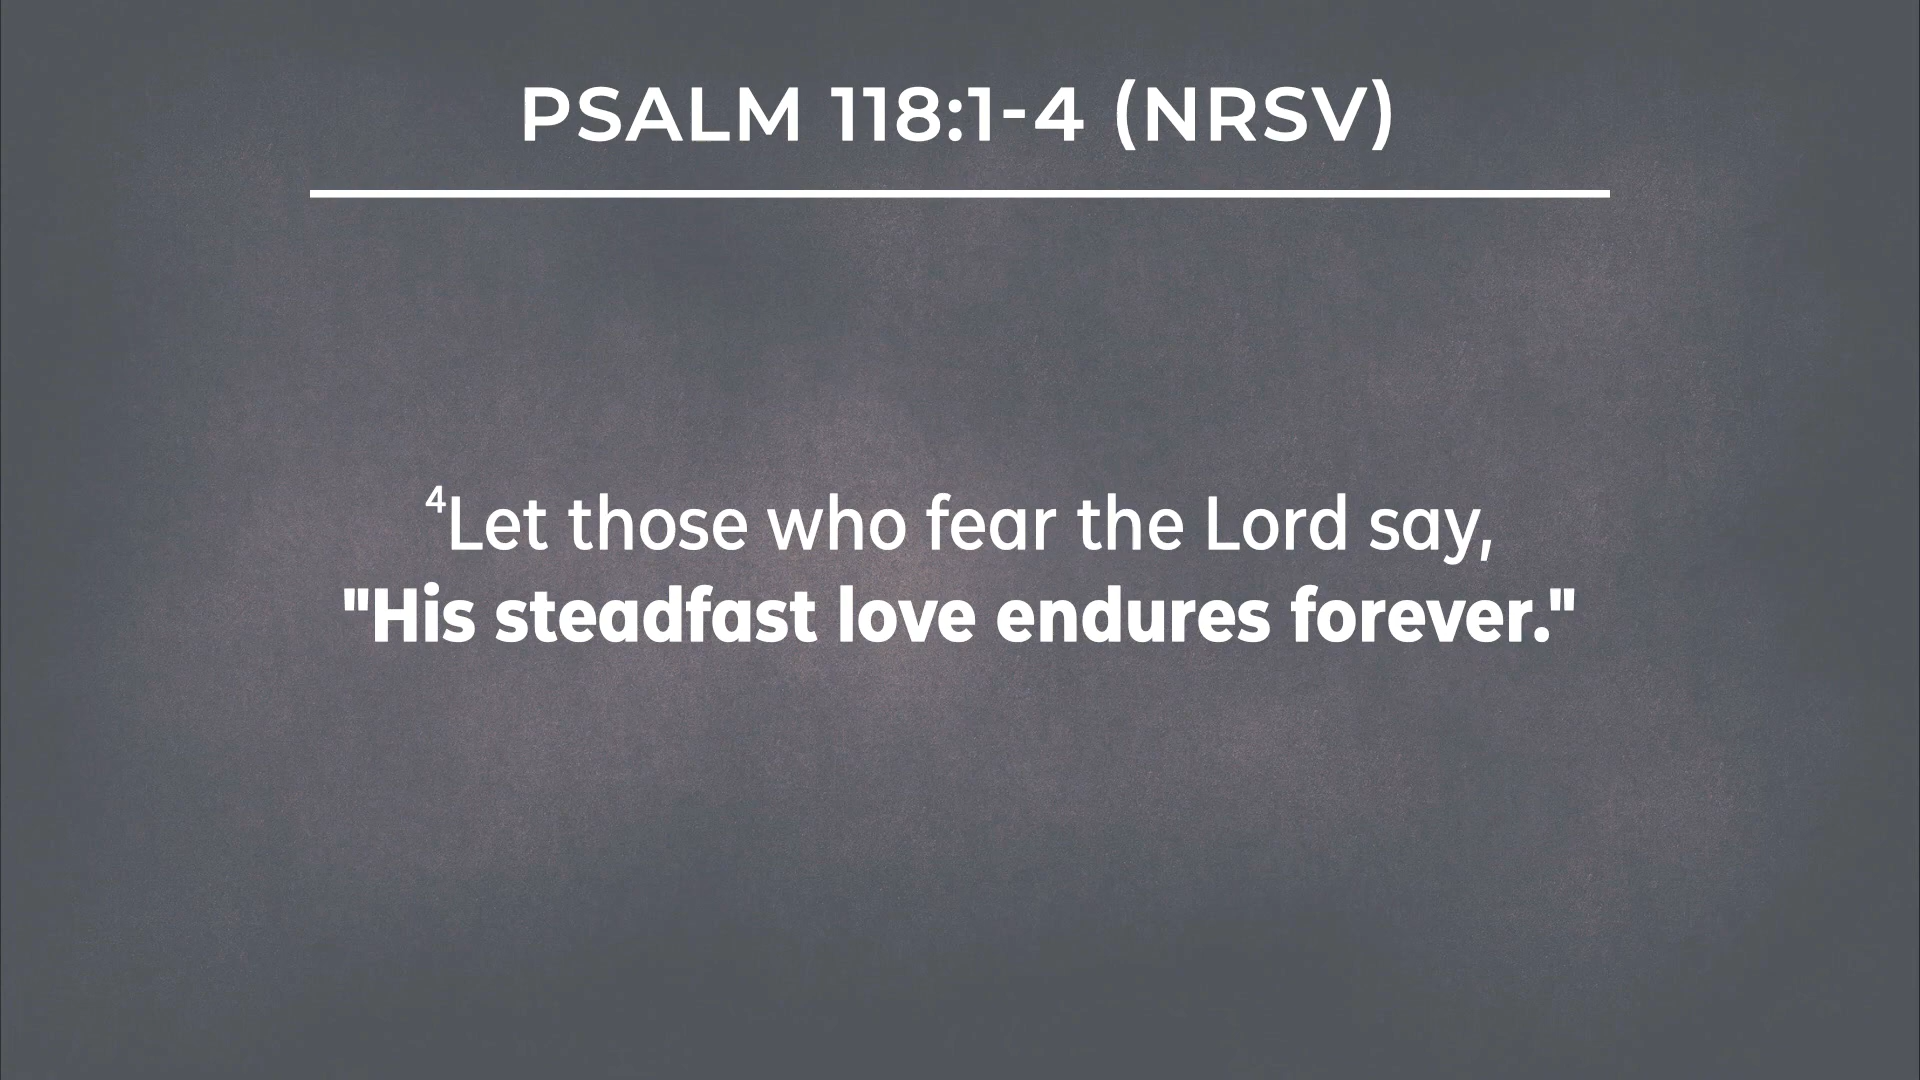 PSALM 118:1-4 (NRSV)
⁴Let those who fear the Lord say,
"His steadfast love endures forever."